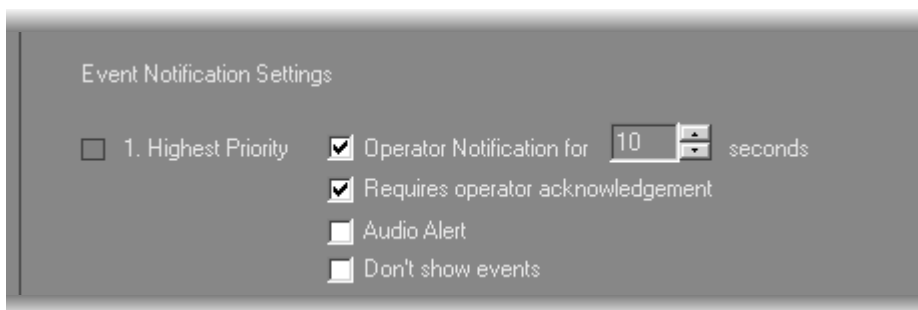 Event Notification Settings
1. Highest Priority Operator Notification for 10 seconds
Requires operator acknowledgement
Audio Alert
Don't show events